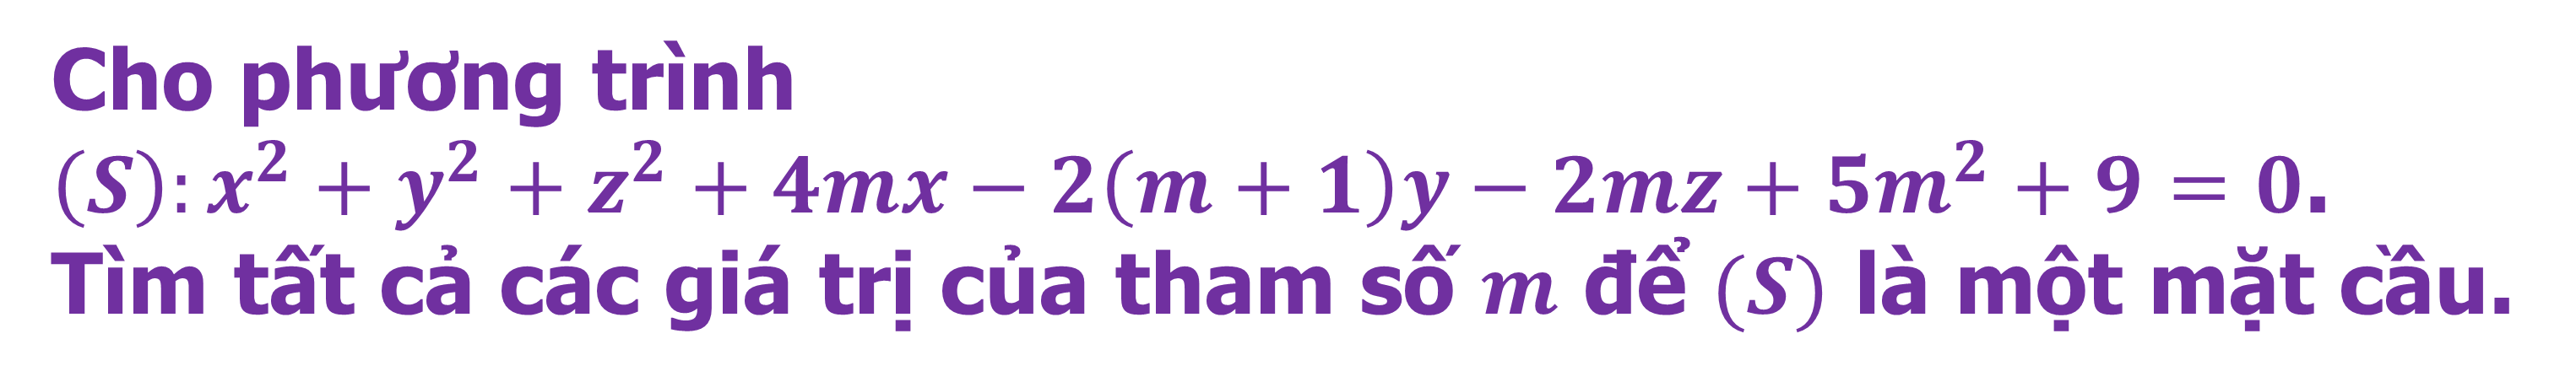 Cho phương trình
(S): x² + y² + z² + 4mx − 2(m + 1)y − 2mz + 5m² + 9 = 0.
Tìm tất cả các giá trị của tham số m để (S) là một mặt cầu.